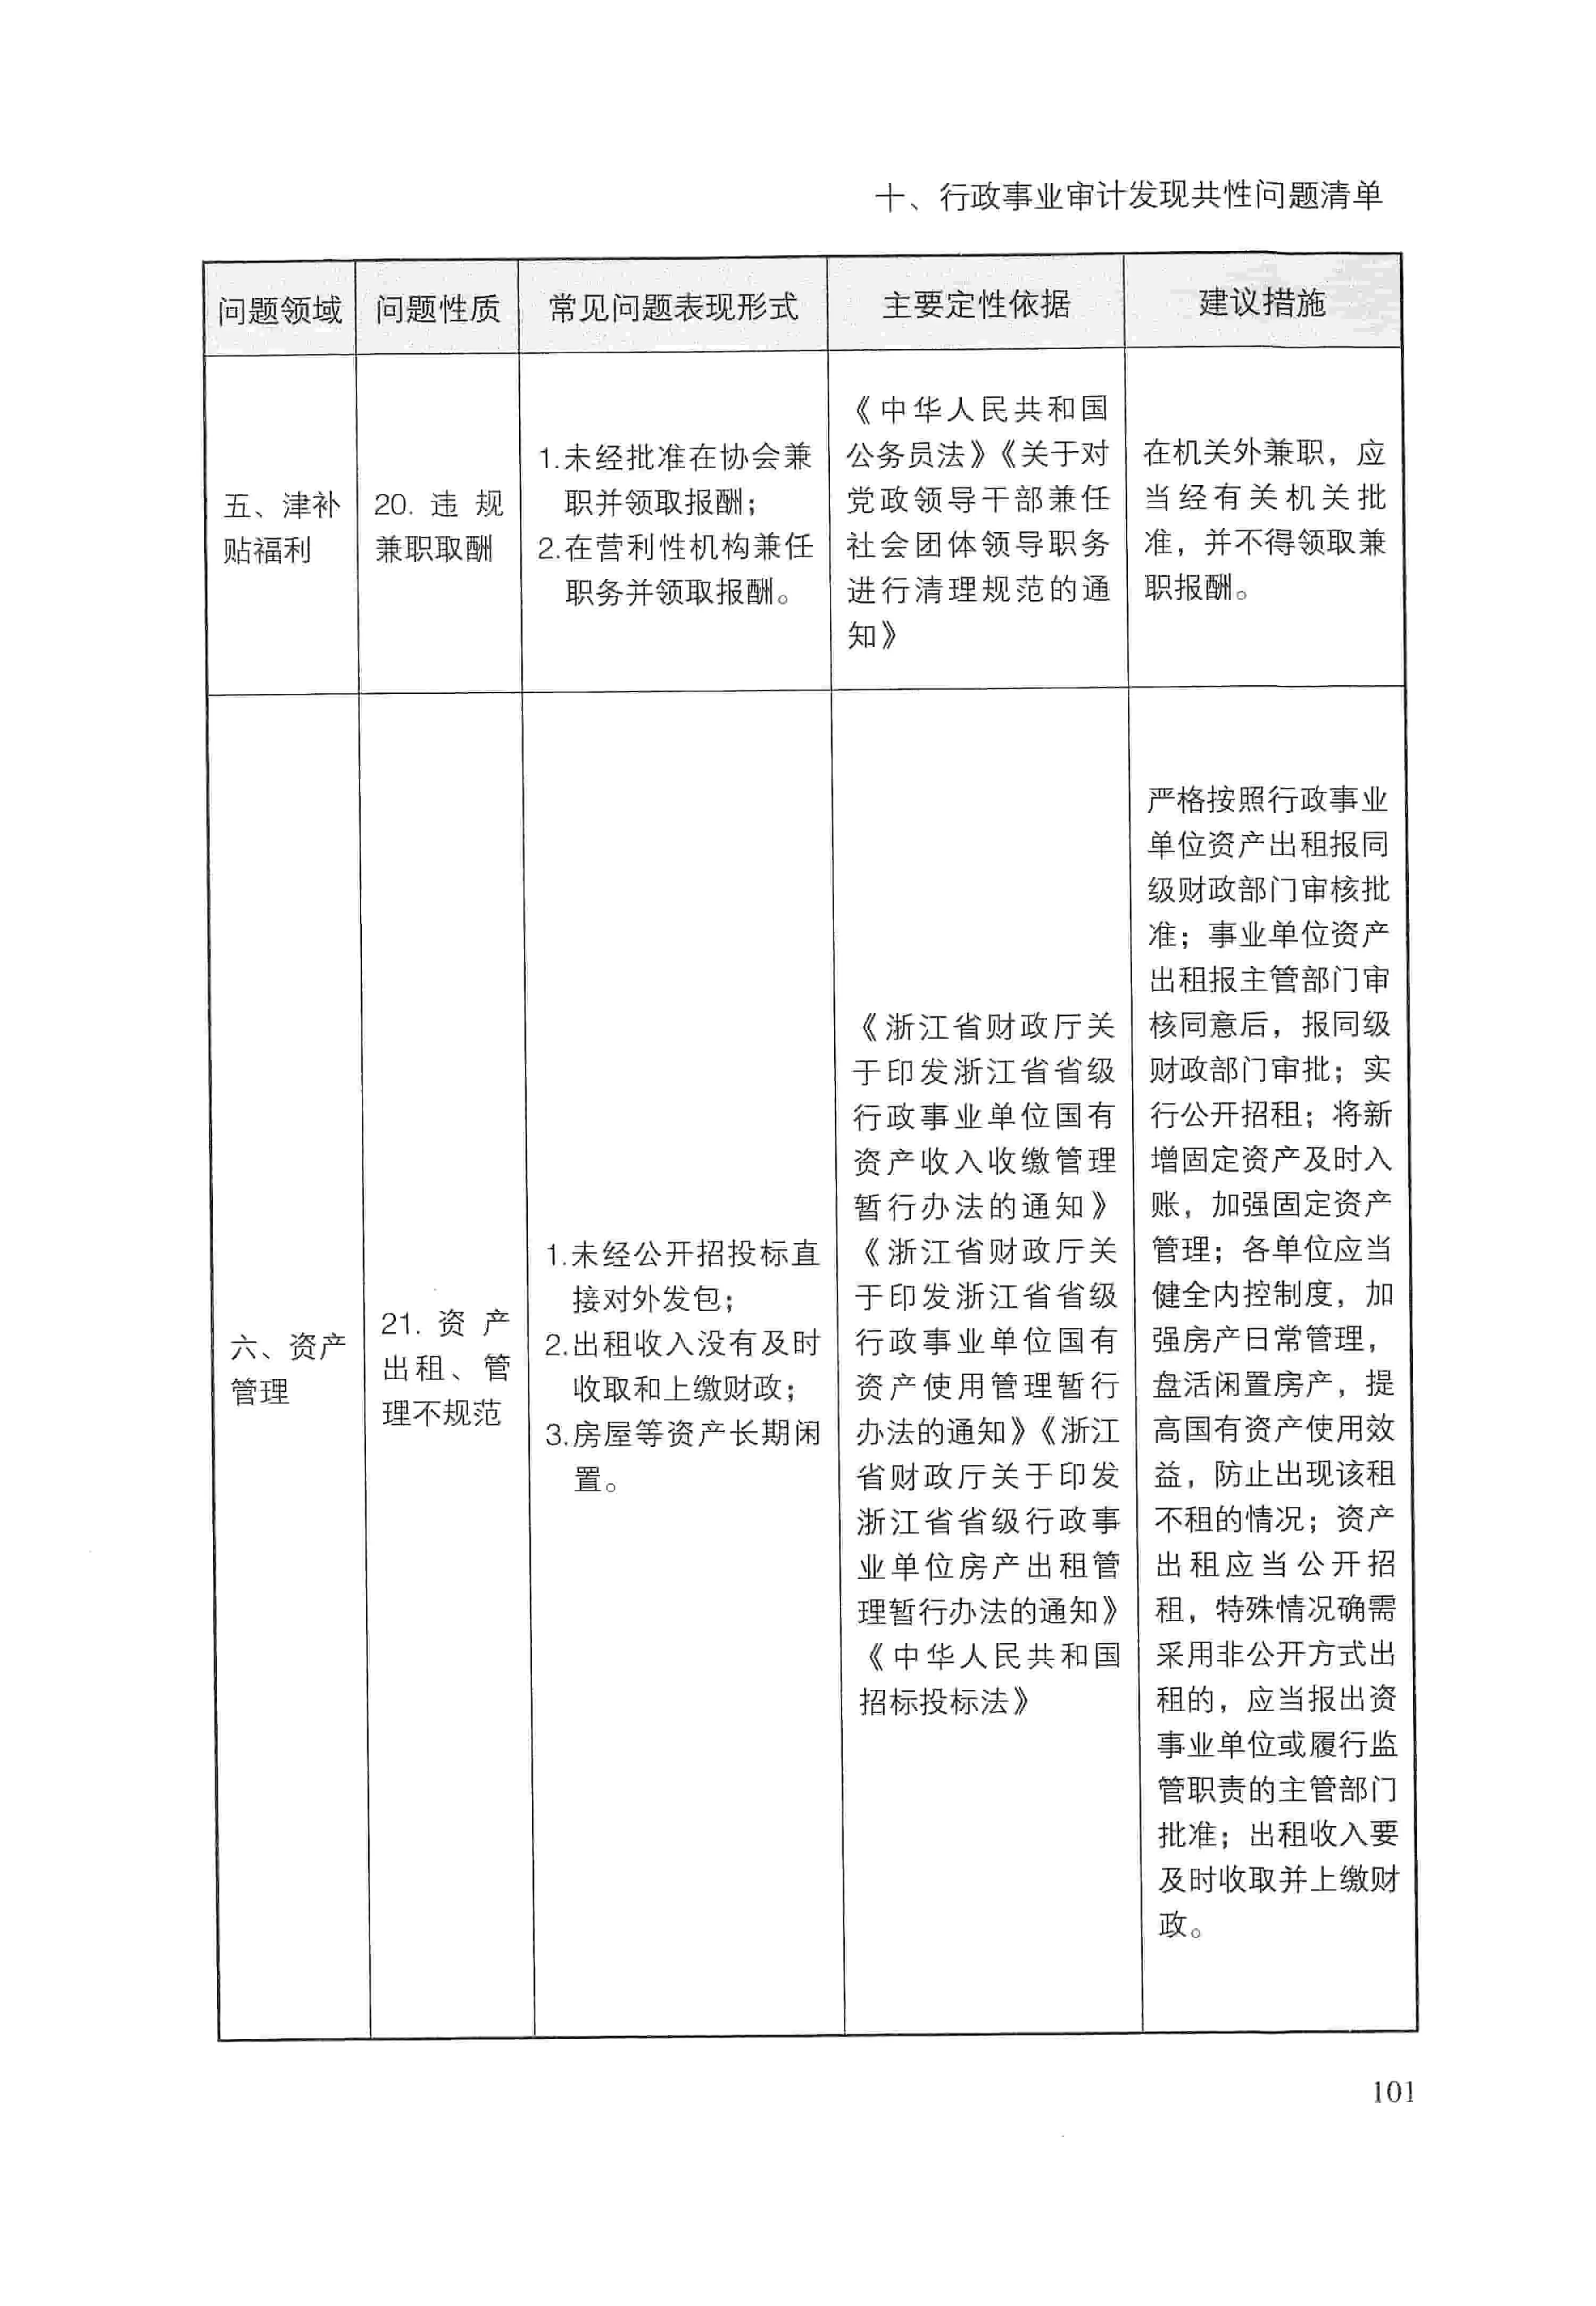 十、行政事业审计发现共性问题清单
问题领域
问题性质
常见问题表现形式
主要定性依据
建议措施
五、津补
贴福利
20. 违规
兼职取酬
1.未经批准在协会兼
职并领取报酬；
2.在营利性机构兼任
职务并领取报酬。
《中华人民共和国
公务员法》《关于对
党政领导干部兼任
社会团体领导职务
进行清理规范的通
知》
在机关外兼职，应
当经有关机关批
准，并不得领取兼
职报酬。
六、资产
管理
21. 资产
出租、管
理不规范
1.未经公开招投标直
接对外发包；
2.出租收入没有及时
收取和上缴财政；
3.房屋等资产长期闲
置。
《浙江省财政厅关
于印发浙江省省级
行政事业单位国有
资产收入收缴管理
暂行办法的通知》
《浙江省财政厅关
于印发浙江省省级
行政事业单位国有
资产使用管理暂行
办法的通知》《浙江
省财政厅关于印发
浙江省省级行政事
业单位房产出租管
理暂行办法的通知》
《中华人民共和国
招标投标法》
严格按照行政事业
单位资产出租报同
级财政部门审核批
准；事业单位资产
出租报主管部门审
核同意后，报同级
财政部门审批；实
行公开招租；将新
增固定资产及时入
账，加强固定资产
管理；各单位应当
健全内控制度，加
强房产日常管理，
盘活闲置房产，提
高国有资产使用效
益，防止出现该租
不租的情况；资产
出租应当公开招
租，特殊情况确需
采用非公开方式出
租的，应当报出资
事业单位或履行监
管职责的主管部门
批准；出租收入要
及时收取并上缴财
政。
101